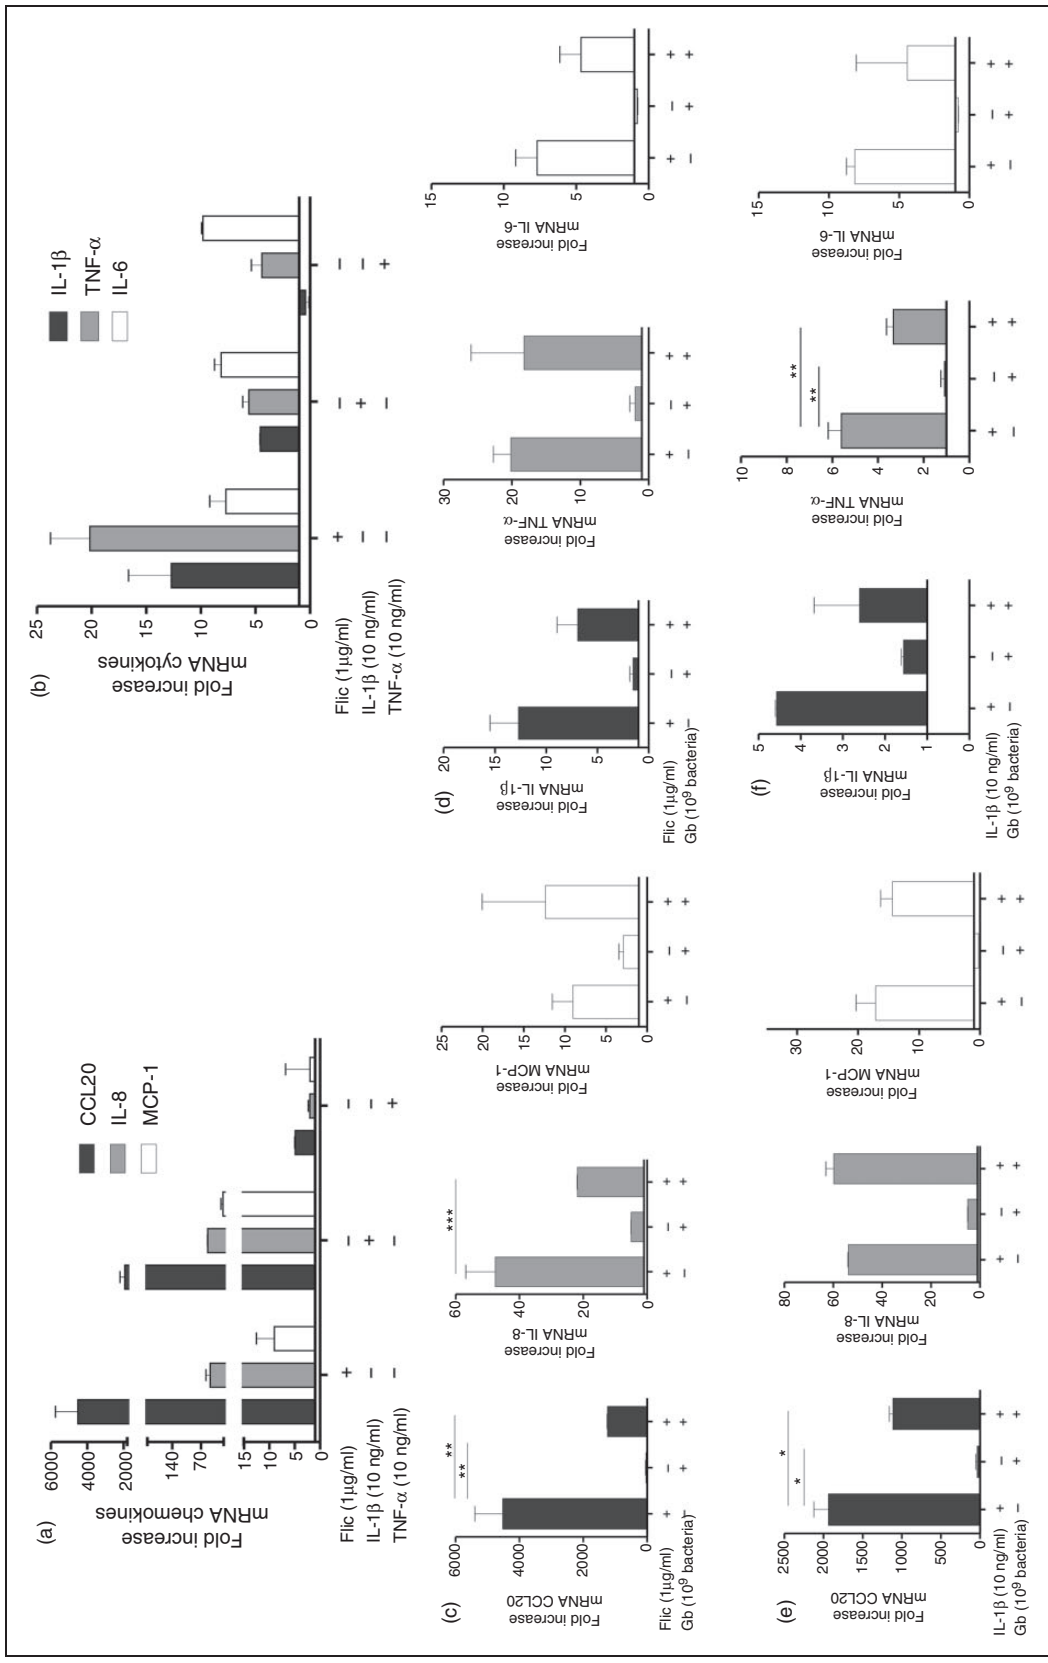 (a)
CCL20
IL-8
MCP-1
Fold increase
mRNA chemokines
6000
4000
2000
140
70
15
10
5
0
Flic (1μg/ml) + – –
IL-1β (10 ng/ml) – + –
TNF-α (10 ng/ml) – – +
(b)
IL-1β
TNF-α
IL-6
Fold increase
mRNA cytokines
25
20
15
10
5
0
Flic (1μg/ml) + – –
IL-1β (10 ng/ml) – + –
TNF-α (10 ng/ml) – – +
(c)
Fold increase
mRNA CCL20
6000
4000
2000
0
**
**
Flic (1μg/ml) + – +
Gb (10⁹ bacteria) – + +
Fold increase
mRNA IL-8
60
40
20
0
***
+ – +
– + +
Fold increase
mRNA MCP-1
25
20
15
10
5
0
+ – +
– + +
(d)
Fold increase
mRNA IL-1β
20
15
10
5
0
Flic (1μg/ml) + – +
Gb (10⁹ bacteria) – + +
Fold increase
mRNA TNF-α
30
20
10
0
+ – +
– + +
Fold increase
mRNA IL-6
15
10
5
0
+ – +
– + +
(e)
Fold increase
mRNA CCL20
2500
2000
1500
1000
500
0
*
*
IL-1β (10 ng/ml) + – +
Gb (10⁹ bacteria) – + +
Fold increase
mRNA IL-8
80
60
40
20
0
+ – +
– + +
Fold increase
mRNA MCP-1
30
20
10
0
+ – +
– + +
(f)
Fold increase
mRNA IL-1β
5
4
3
2
1
0
IL-1β (10 ng/ml) + – +
Gb (10⁹ bacteria) – + +
Fold increase
mRNA TNF-α
10
8
6
4
2
0
**
**
+ – +
– + +
Fold increase
mRNA IL-6
15
10
5
0
+ – +
– + +